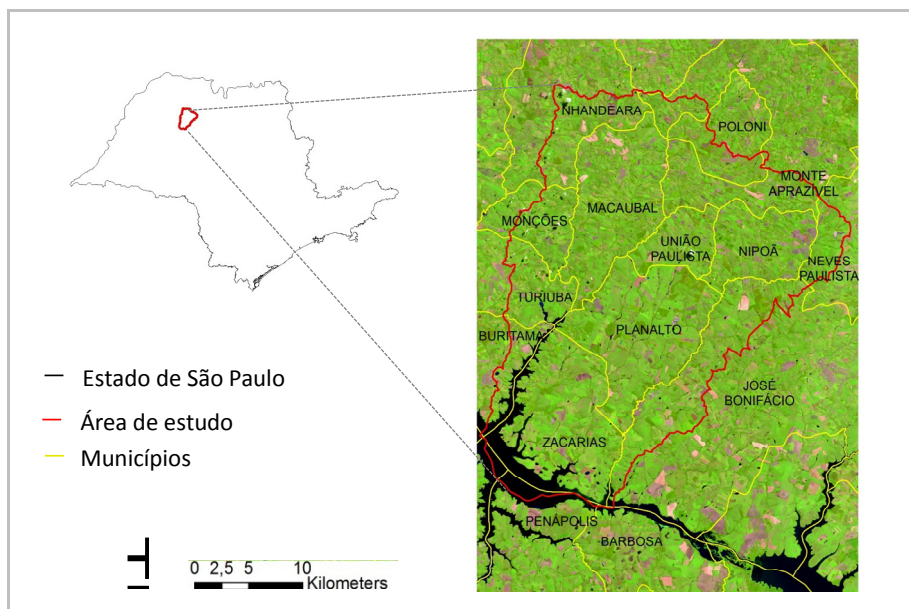 NHANDEARA
POLONI
MONTE
APRAZÍVEL
MACAUBAL
MONÇÕES
UNIÃO
PAULISTA
NIPOÃ
NEVES
PAULISTA
TURIUBA
PLANALTO
BURITAMA
JOSÉ
BONIFÁCIO
ZACARIAS
PENÁPOLIS
BARBOSA
Estado de São Paulo
Área de estudo
Municípios
0 2,5 5 10
Kilometers